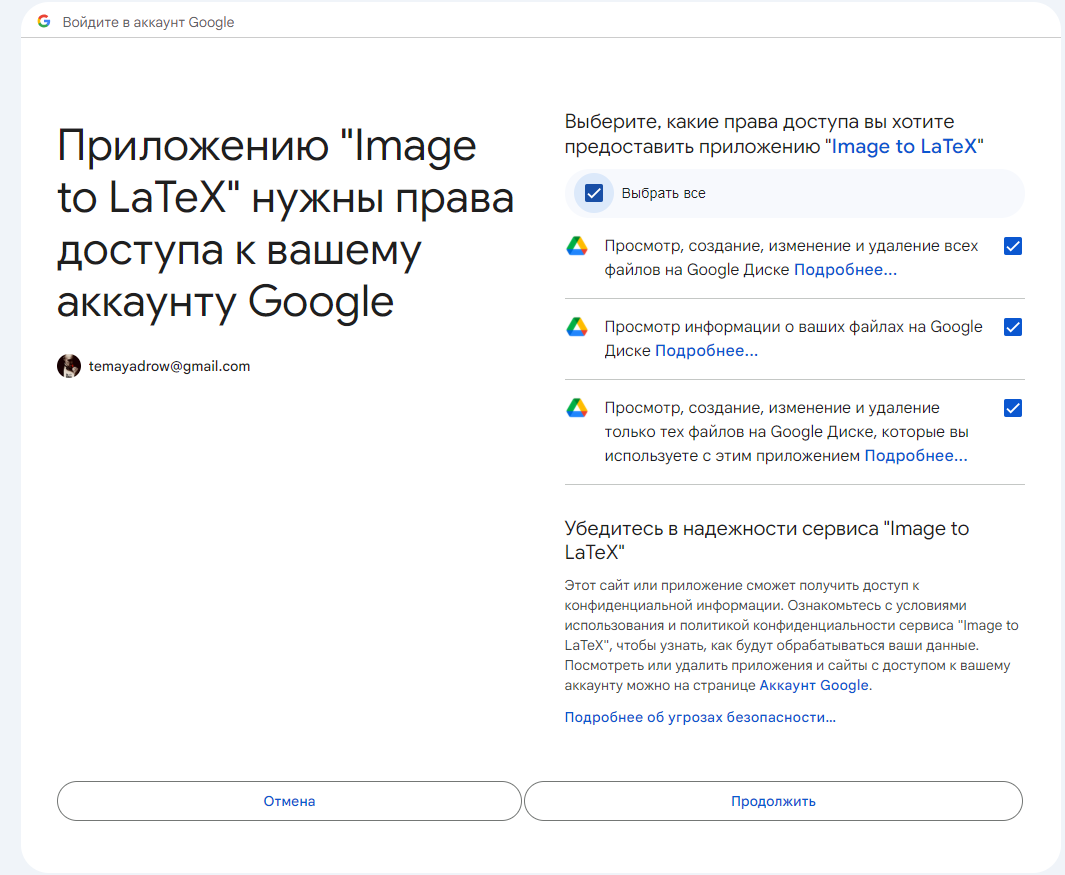 Войдите в аккаунт Google
Приложению "Image
to LaTeX" нужны права
доступа к вашему
аккаунту Google
temayadrow@gmail.com
Выберите, какие права доступа вы хотите
предоставить приложению "Image to LaTeX"
Выбрать все
Просмотр, создание, изменение и удаление всех
файлов на Google Диске Подробнее...
Просмотр информации о ваших файлах на Google
Диске Подробнее...
Просмотр, создание, изменение и удаление
только тех файлов на Google Диске, которые вы
используете с этим приложением Подробнее...
Убедитесь в надежности сервиса "Image to
LaTeX"
Этот сайт или приложение сможет получить доступ к
конфиденциальной информации. Ознакомьтесь с условиями
использования и политикой конфиденциальности сервиса "Image to
LaTeX", чтобы узнать, как будут обрабатываться ваши данные.
Посмотреть или удалить приложения и сайты с доступом к вашему
аккаунту можно на странице Аккаунт Google.
Подробнее об угрозах безопасности...
Отмена
Продолжить